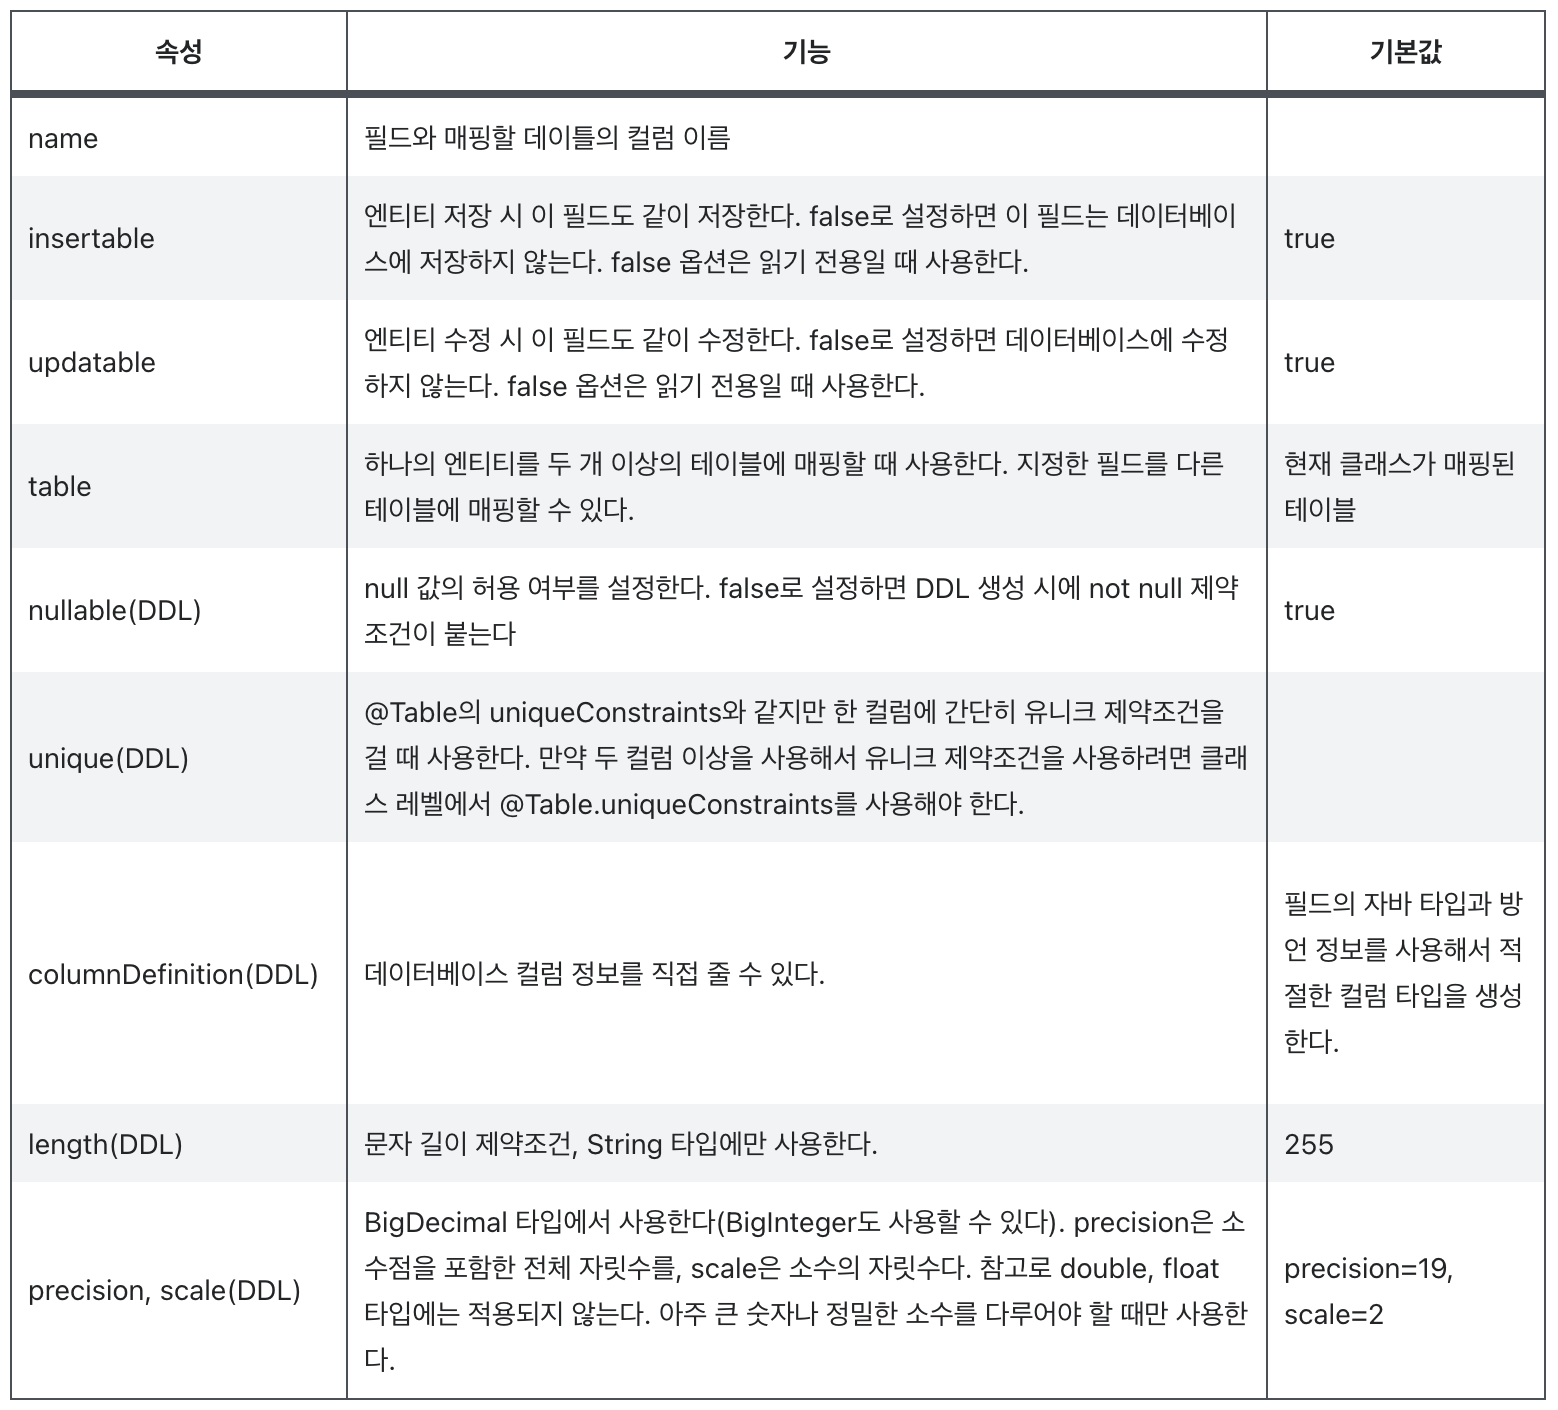 속성
기능
기본값
name
필드와 매핑할 데이틀의 컬럼 이름
insertable
엔티티 저장 시 이 필드도 같이 저장한다. false로 설정하면 이 필드는 데이터베이
스에 저장하지 않는다. false 옵션은 읽기 전용일 때 사용한다.
true
updatable
엔티티 수정 시 이 필드도 같이 수정한다. false로 설정하면 데이터베이스에 수정
하지 않는다. false 옵션은 읽기 전용일 때 사용한다.
true
table
하나의 엔티티를 두 개 이상의 테이블에 매핑할 때 사용한다. 지정한 필드를 다른
테이블에 매핑할 수 있다.
현재 클래스가 매핑된
테이블
nullable(DDL)
null 값의 허용 여부를 설정한다. false로 설정하면 DDL 생성 시에 not null 제약
조건이 붙는다
true
unique(DDL)
@Table의 uniqueConstraints와 같지만 한 컬럼에 간단히 유니크 제약조건을
걸 때 사용한다. 만약 두 컬럼 이상을 사용해서 유니크 제약조건을 사용하려면 클래
스 레벨에서 @Table.uniqueConstraints를 사용해야 한다.
columnDefinition(DDL)
데이터베이스 컬럼 정보를 직접 줄 수 있다.
필드의 자바 타입과 방
언 정보를 사용해서 적
절한 컬럼 타입을 생성
한다.
length(DDL)
문자 길이 제약조건, String 타입에만 사용한다.
255
precision, scale(DDL)
BigDecimal 타입에서 사용한다(BigInteger도 사용할 수 있다). precision은 소
수점을 포함한 전체 자릿수를, scale은 소수의 자릿수다. 참고로 double, float
타입에는 적용되지 않는다. 아주 큰 숫자나 정밀한 소수를 다루어야 할 때만 사용한
다.
precision=19,
scale=2